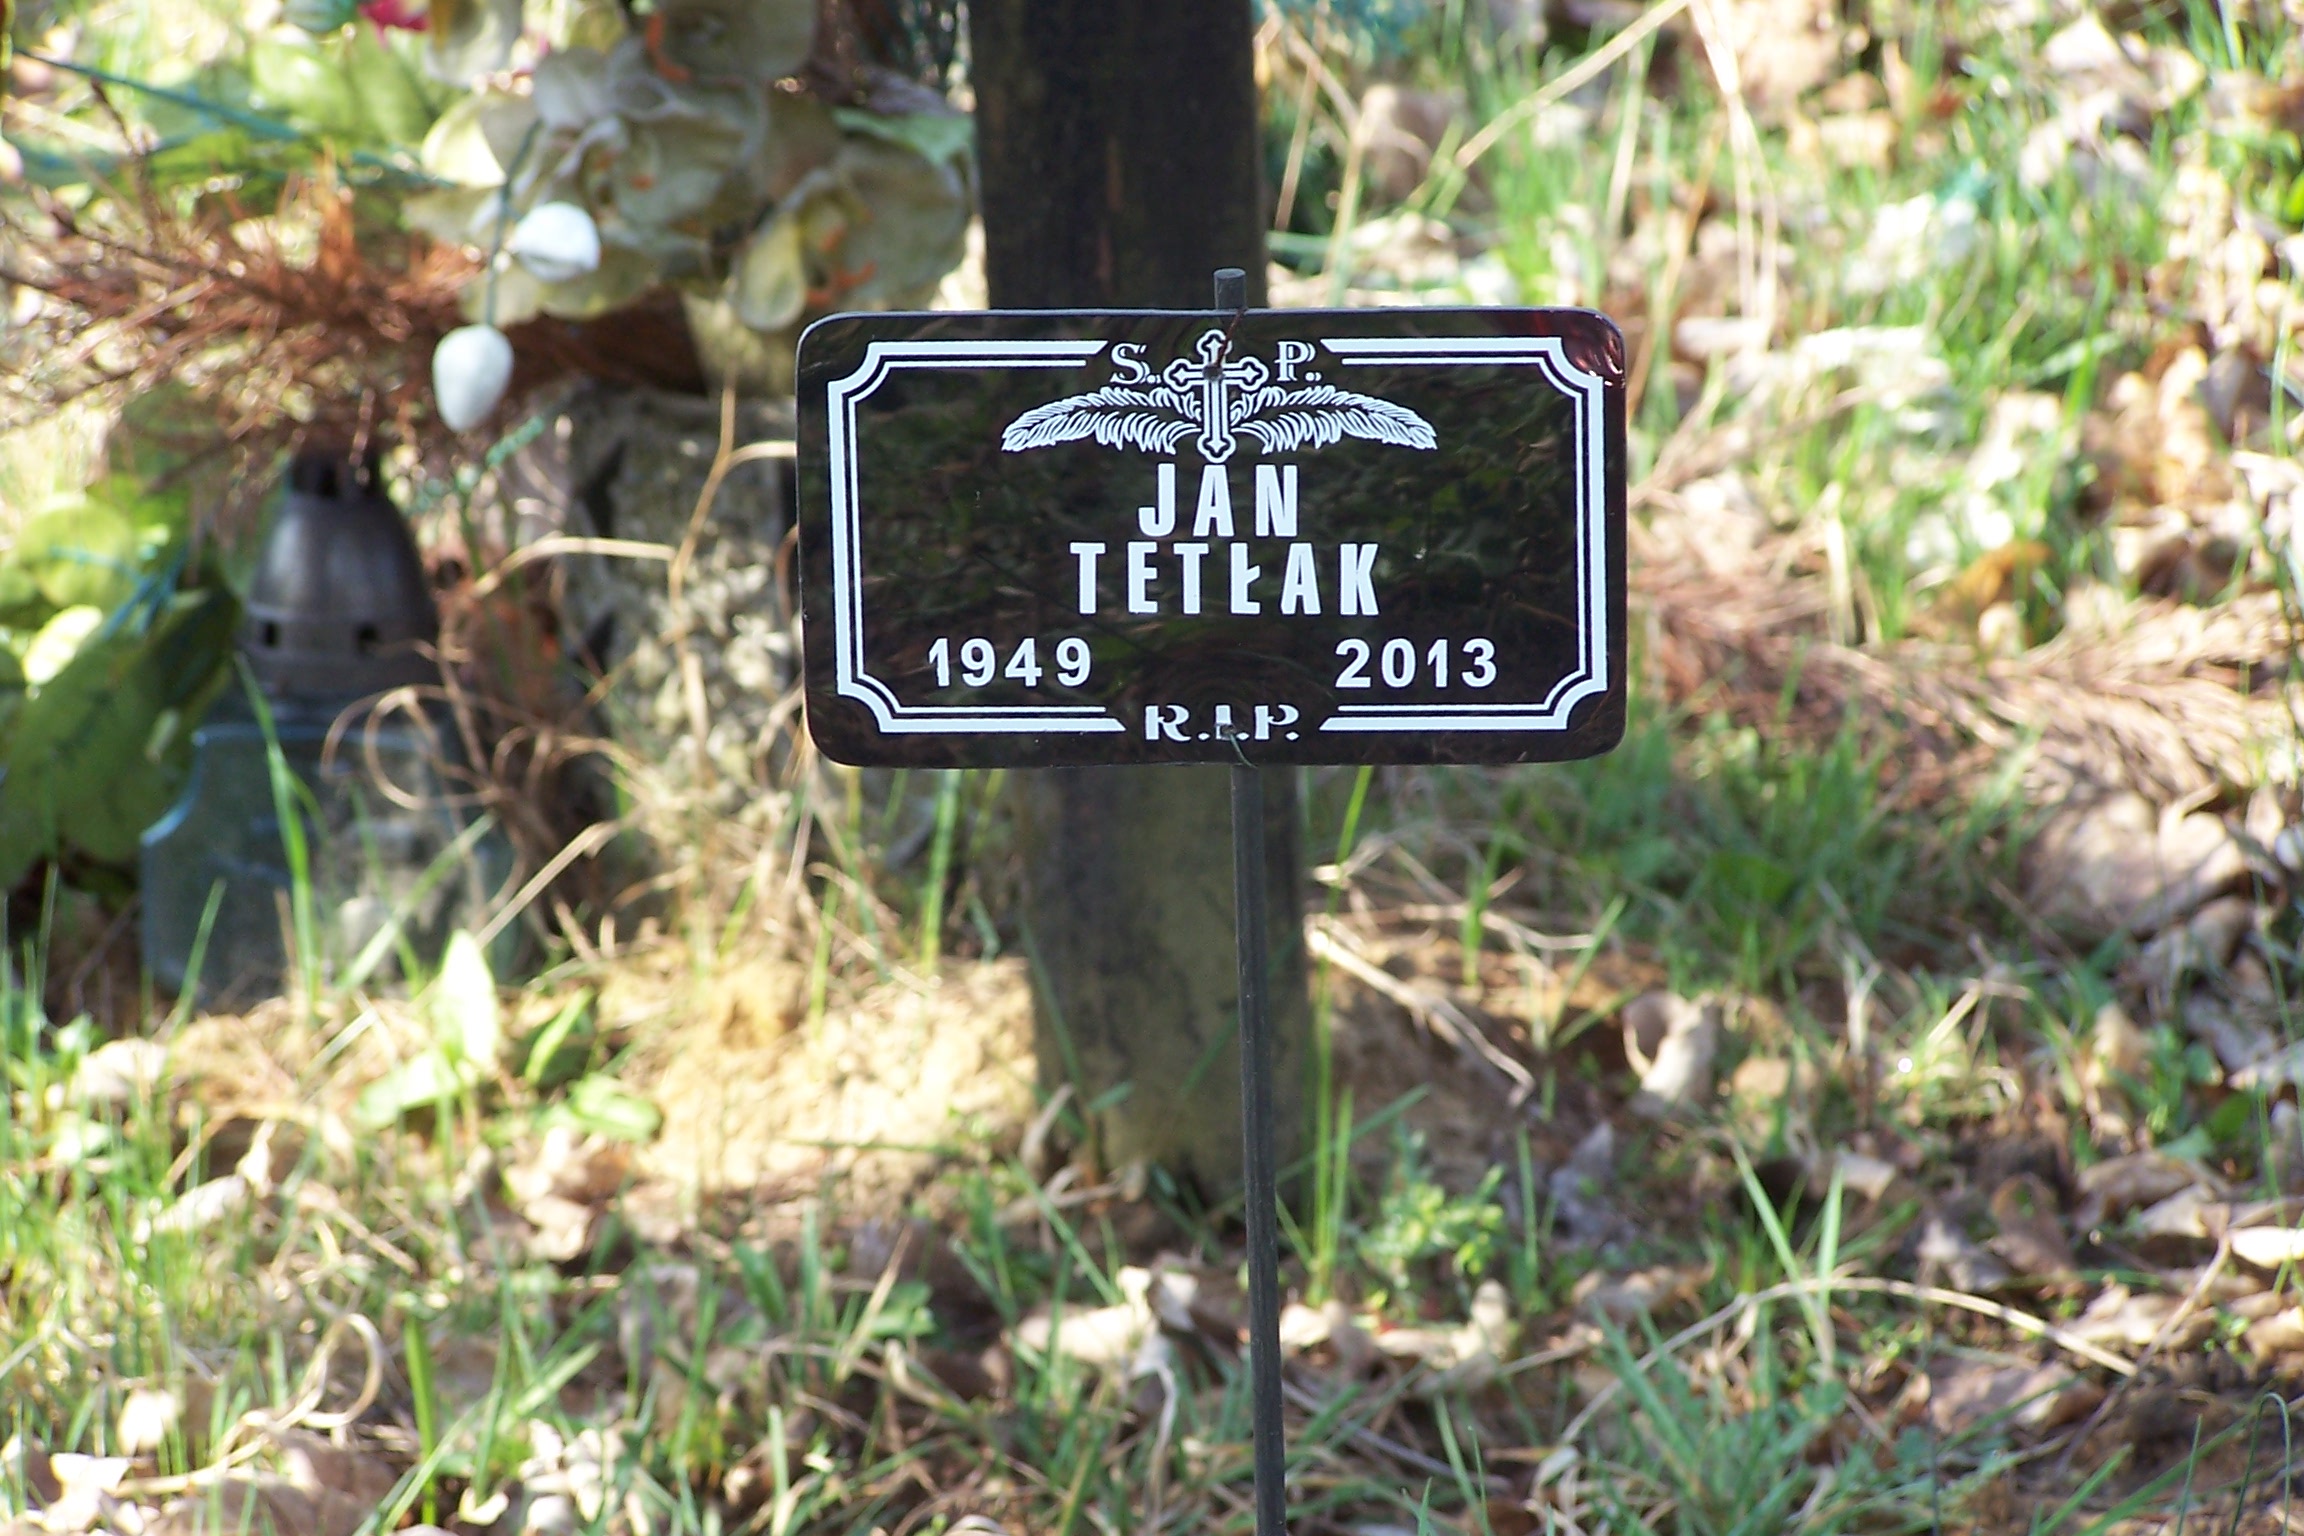 S. P.
JAN
TETŁAK
1949 2013
R.I.P.